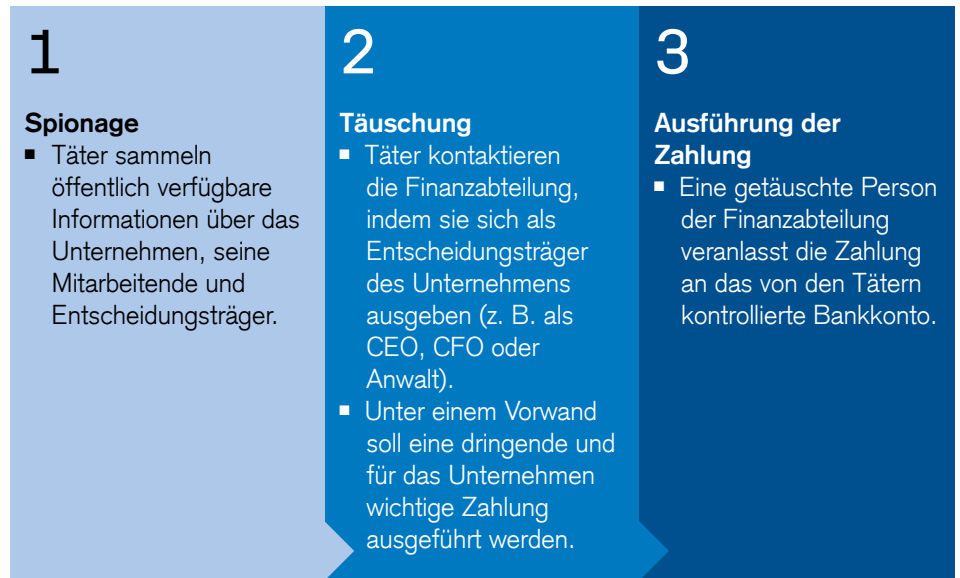 1
Spionage
▪ Täter sammeln
öffentlich verfügbare
Informationen über das
Unternehmen, seine
Mitarbeitende und
Entscheidungsträger.
2
Täuschung
▪ Täter kontaktieren
die Finanzabteilung,
indem sie sich als
Entscheidungsträger
des Unternehmens
ausgeben (z. B. als
CEO, CFO oder
Anwalt).
▪ Unter einem Vorwand
soll eine dringende und
für das Unternehmen
wichtige Zahlung
ausgeführt werden.
3
Ausführung der
Zahlung
▪ Eine getäuschte Person
der Finanzabteilung
veranlasst die Zahlung
an das von den Tätern
kontrollierte Bankkonto.